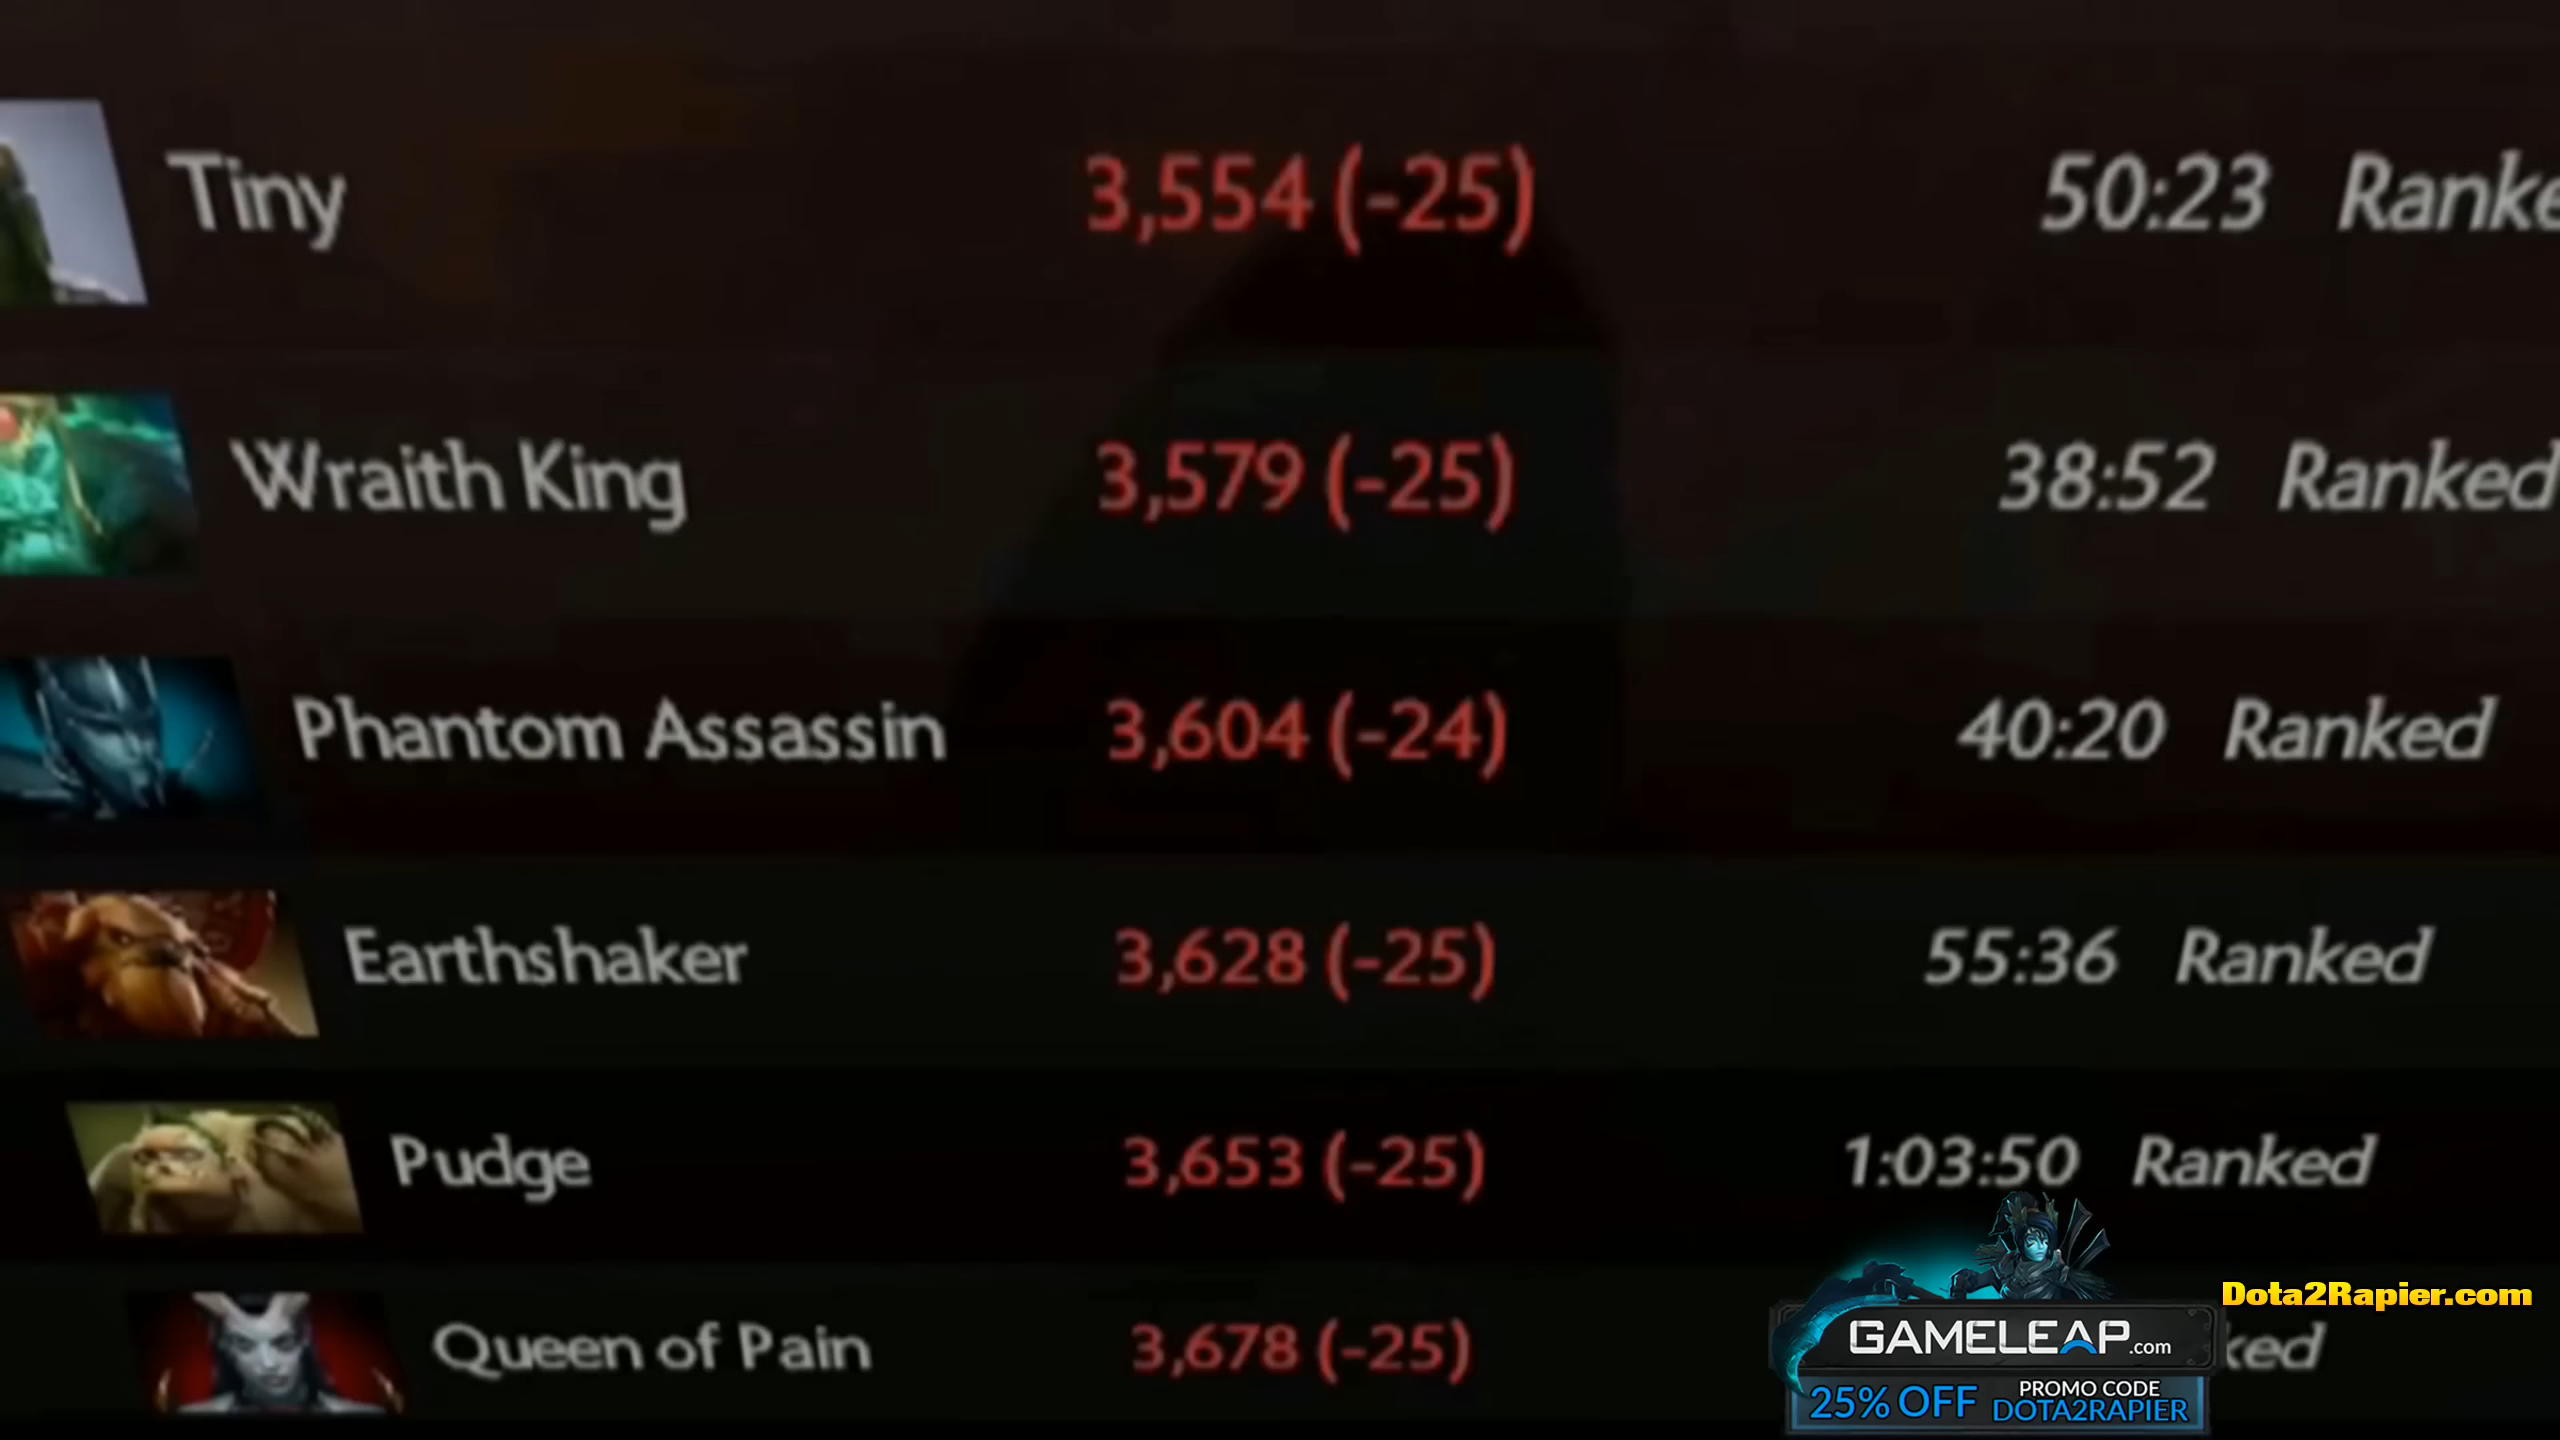 Tiny 3,554 (-25) 50:23 Ranke
Wraith King 3,579 (-25) 38:52 Ranked
Phantom Assassin 3,604 (-24) 40:20 Ranked
Earthshaker 3,628 (-25) 55:36 Ranked
Pudge 3,653 (-25) 1:03:50 Ranked
Queen of Pain 3,678 (-25) ked
Dota2Rapier.com
GAMELEAP.com
25% OFF PROMO CODE
DOTA2RAPIER